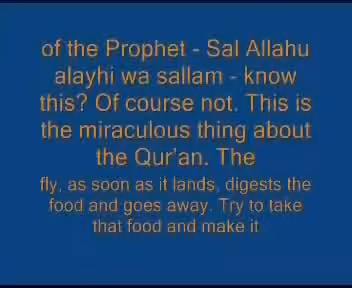 of the Prophet - Sal Allahu
alayhi wa sallam - know
this? Of course not. This is
the miraculous thing about
the Qur'an. The
fly, as soon as it lands, digests the
food and goes away. Try to take
that food and make it